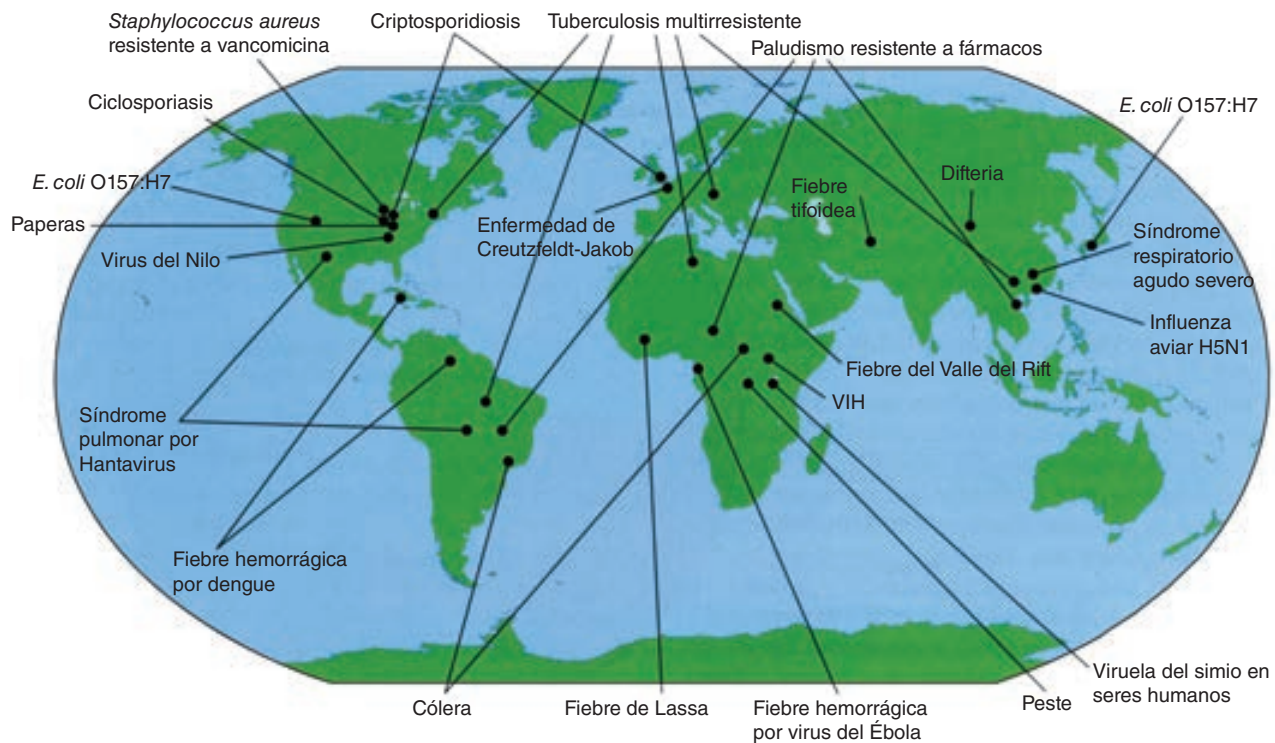 Staphylococcus aureus
resistente a vancomicina
Criptosporidiosis
Tuberculosis multirresistente
Paludismo resistente a fármacos
Ciclosporiasis
E. coli O157:H7
E. coli O157:H7
Paperas
Virus del Nilo
Enfermedad de
Creutzfeldt-Jakob
Fiebre
tifoidea
Difteria
Síndrome
respiratorio
agudo severo
Influenza
aviar H5N1
Fiebre del Valle del Rift
VIH
Síndrome
pulmonar por
Hantavirus
Fiebre hemorrágica
por dengue
Cólera
Fiebre de Lassa
Fiebre hemorrágica
por virus del Ébola
Peste
Viruela del simio en
seres humanos